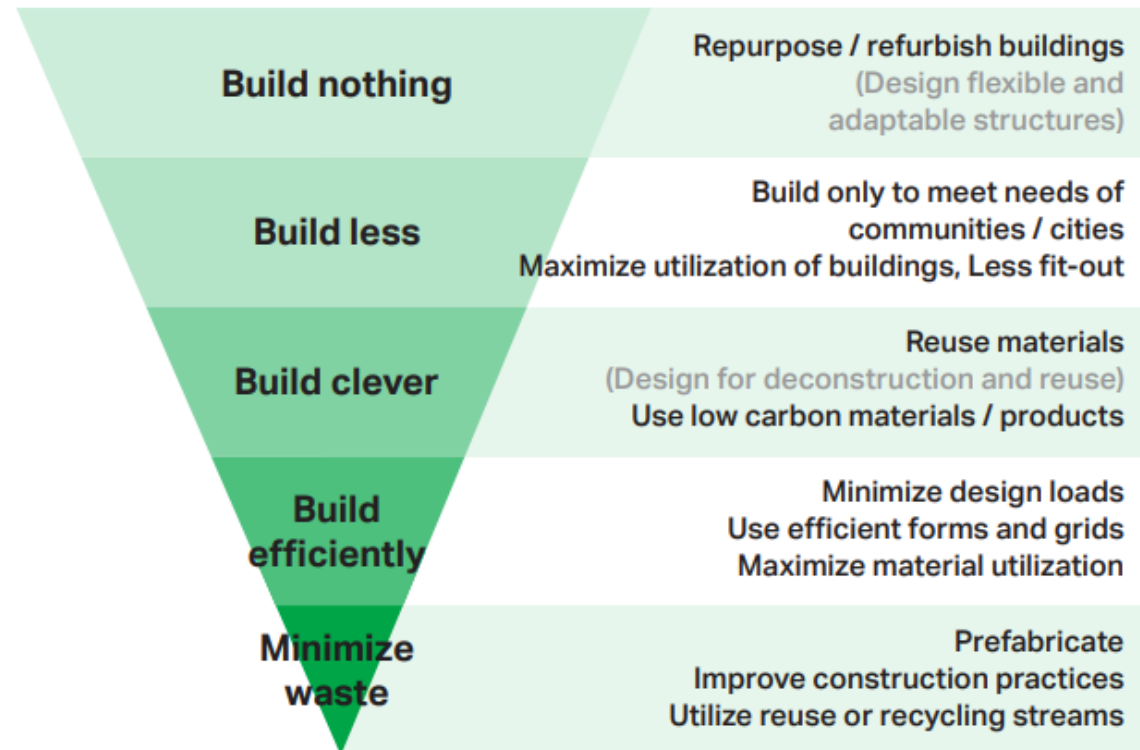 Build nothing
Repurpose / refurbish buildings
(Design flexible and
adaptable structures)
Build less
Build only to meet needs of
communities / cities
Maximize utilization of buildings, Less fit-out
Build clever
Reuse materials
(Design for deconstruction and reuse)
Use low carbon materials / products
Build
efficiently
Minimize design loads
Use efficient forms and grids
Maximize material utilization
Minimize
waste
Prefabricate
Improve construction practices
Utilize reuse or recycling streams